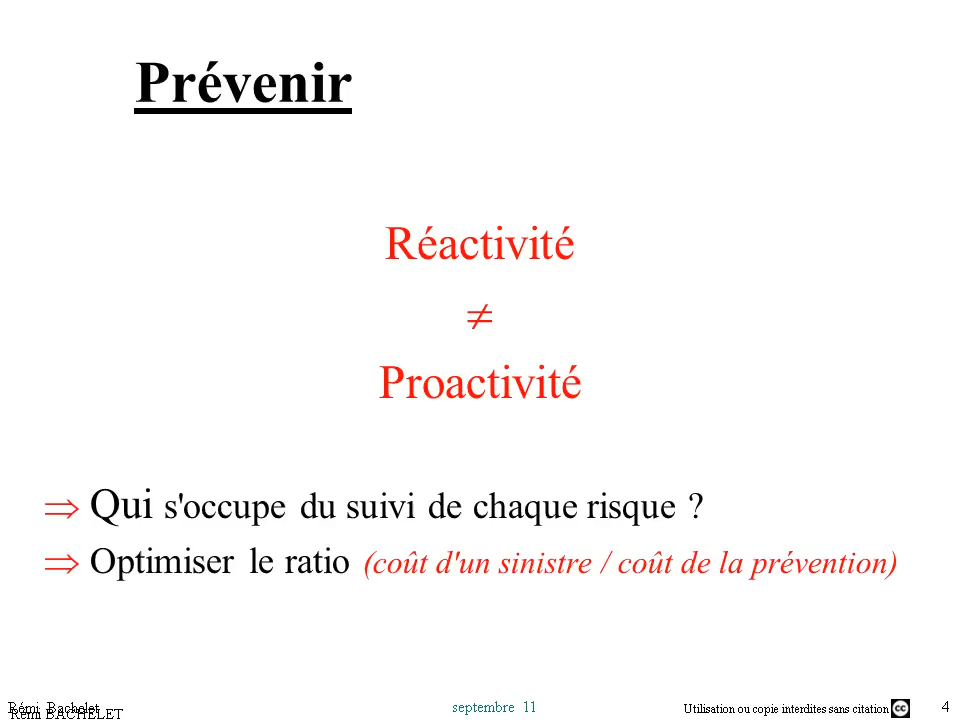 Prévenir
Réactivité
≠
Proactivité
⇒ Qui s'occupe du suivi de chaque risque ?
⇒ Optimiser le ratio (coût d'un sinistre / coût de la prévention)
Rémi Bachelet
Rémi BACHELET
septembre 11
Utilisation ou copie interdites sans citation
cc
4